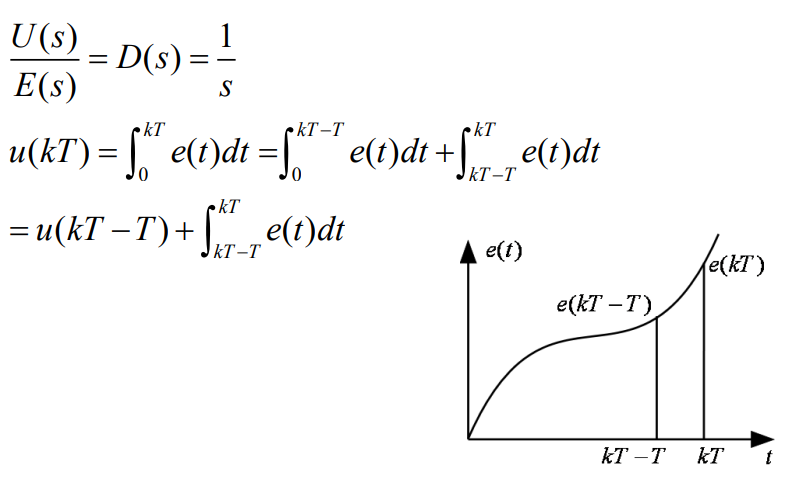 U(s)/E(s) = D(s) = 1/s
u(kT) = ∫_0^{kT} e(t)dt = ∫_0^{kT−T} e(t)dt + ∫_{kT−T}^{kT} e(t)dt
= u(kT − T) + ∫_{kT−T}^{kT} e(t)dt
e(t)
e(kT)
e(kT − T)
kT − T kT t